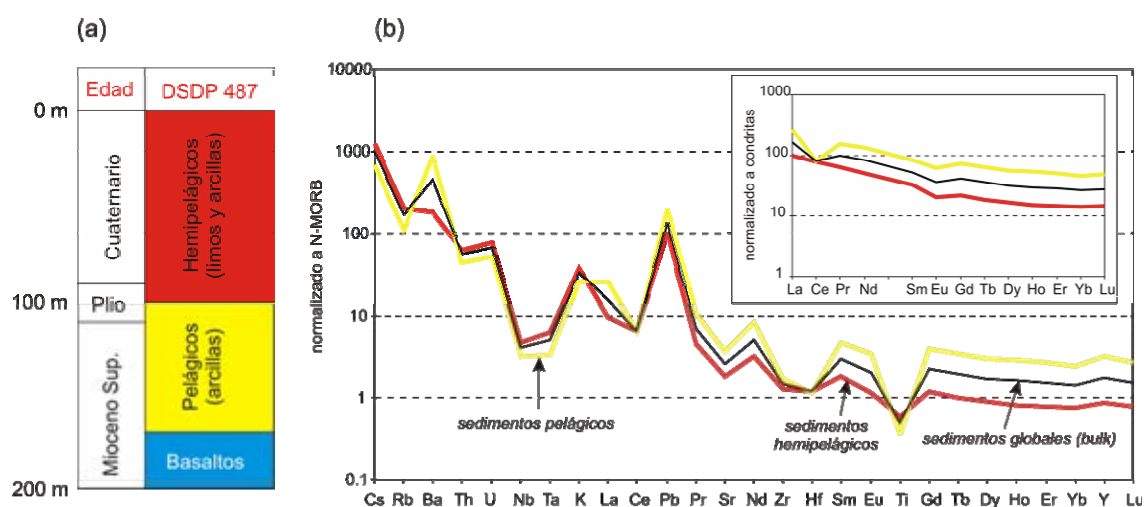 (a)
Edad
DSDP 487
0 m
100 m
200 m
Cuaternario
Plio
Mioceno Sup.
Hemipelágicos
(limos y arcillas)
Pelágicos
(arcillas)
Basaltos
(b)
normalizado a N-MORB
10000
1000
100
10
1
0.1
Cs Rb Ba Th U Nb Ta K La Ce Pb Pr Sr Nd Zr Hf Sm Eu Ti Gd Tb Dy Ho Er Yb Y Lu
sedimentos pelágicos
sedimentos
hemipelágicos
sedimentos globales (bulk)
normalizado a condritas
1000
100
10
1
La Ce Pr Nd Sm Eu Gd Tb Dy Ho Er Yb Lu